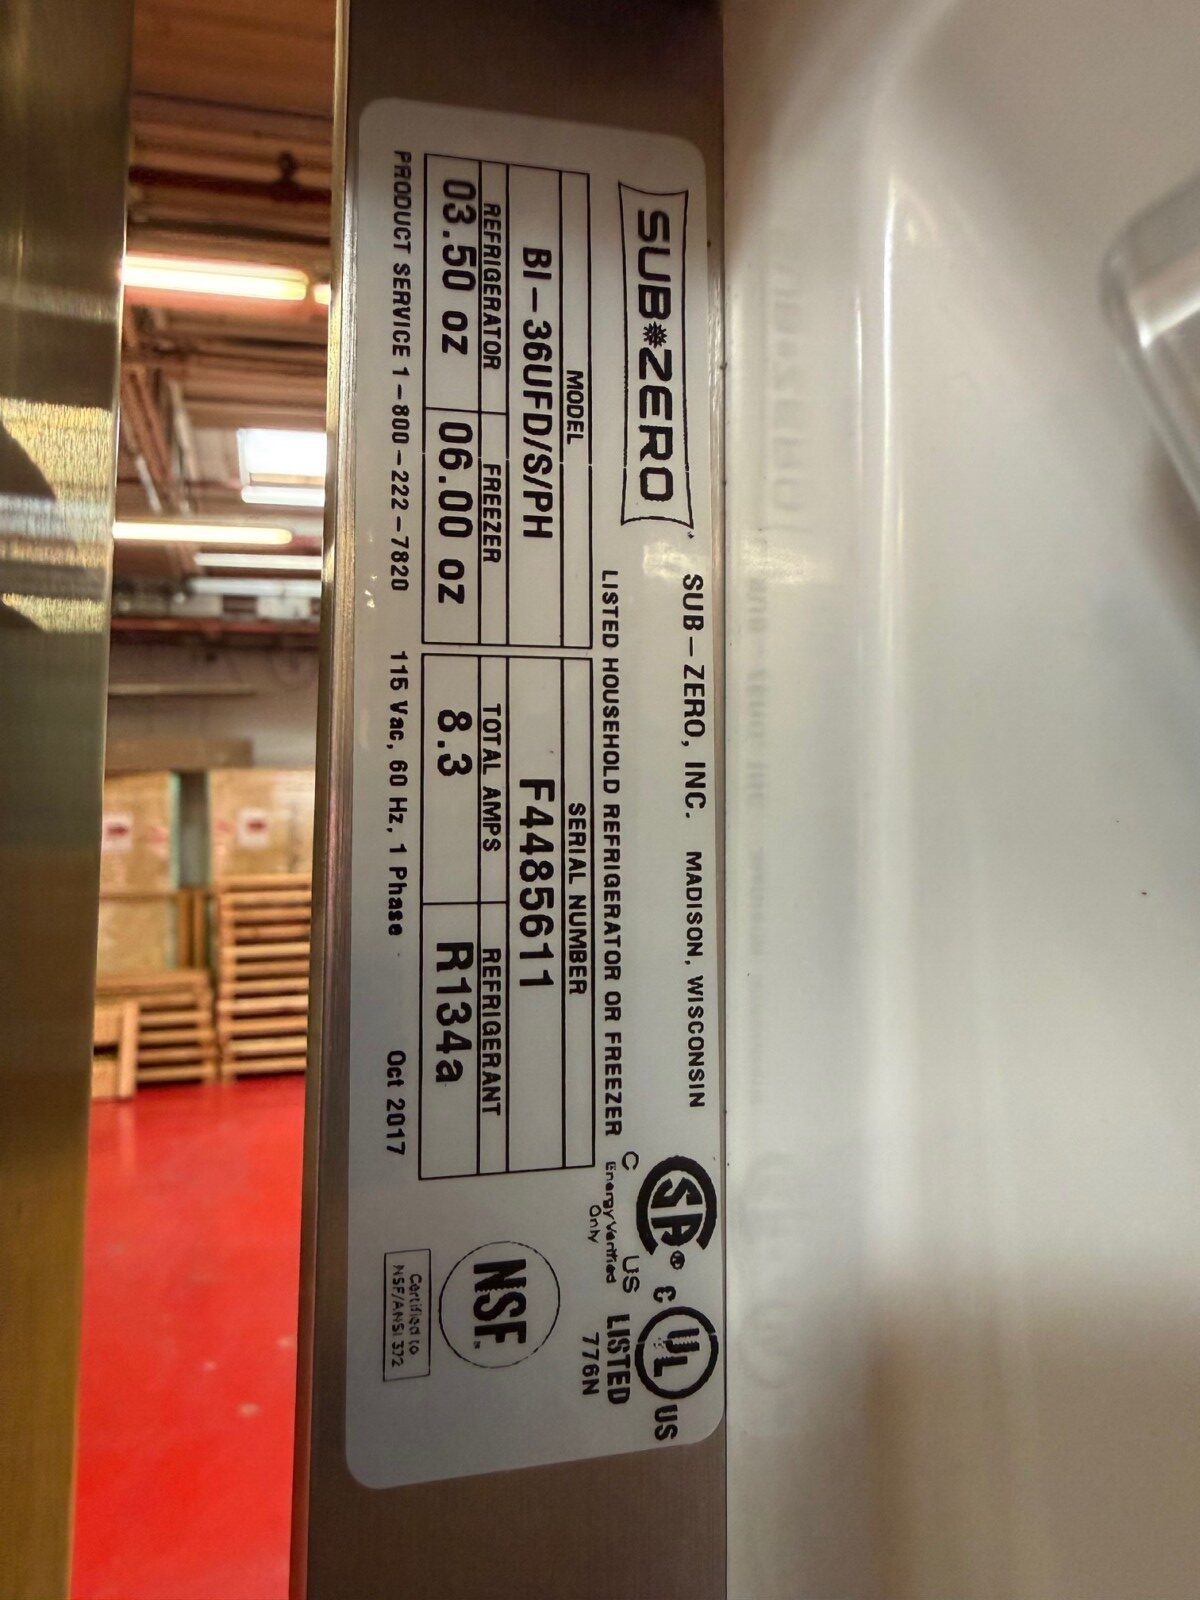 SUB ZERO
SUB-ZERO, INC. MADISON, WISCONSIN
LISTED HOUSEHOLD REFRIGERATOR OR FREEZER
MODEL
BI-36UFD/S/PH
SERIAL NUMBER
F4485611
REFRIGERATOR
03.50 oz
FREEZER
06.00 oz
TOTAL AMPS
8.3
REFRIGERANT
R134a
PRODUCT SERVICE 1-800-222-7820 115 Vac, 60 Hz, 1 Phase Oct 2017
SA®
C US
Energy Verified
Only
C UL US
LISTED
776N
NSF
Certified to
NSF/ANSI 372